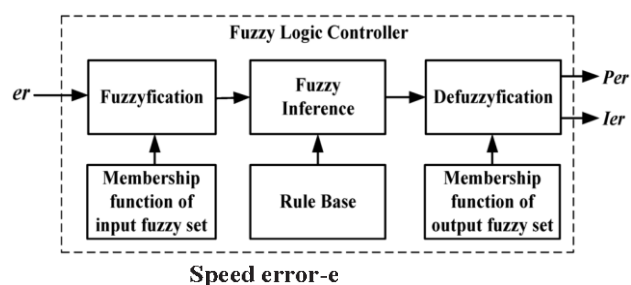 Fuzzy Logic Controller
er
Fuzzyfication
Fuzzy
Inference
Defuzzyfication
Per
Ier
Membership
function of
input fuzzy set
Rule Base
Membership
function of
output fuzzy set
Speed error-e